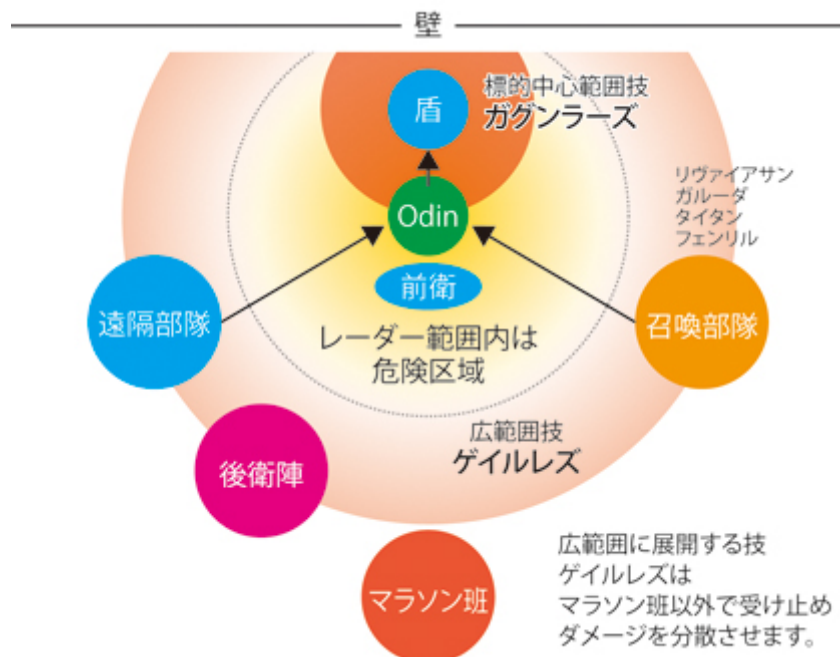 壁
盾
標的中心範囲技
ガグンラーズ
Odin
リヴァイアサン
ガルーダ
タイタン
フェンリル
前衛
遠隔部隊
召喚部隊
レーダー範囲内は
危険区域
広範囲技
ゲイルレズ
後衛陣
マラソン班
広範囲に展開する技
ゲイルレズは
マラソン班以外で受け止め
ダメージを分散させます。